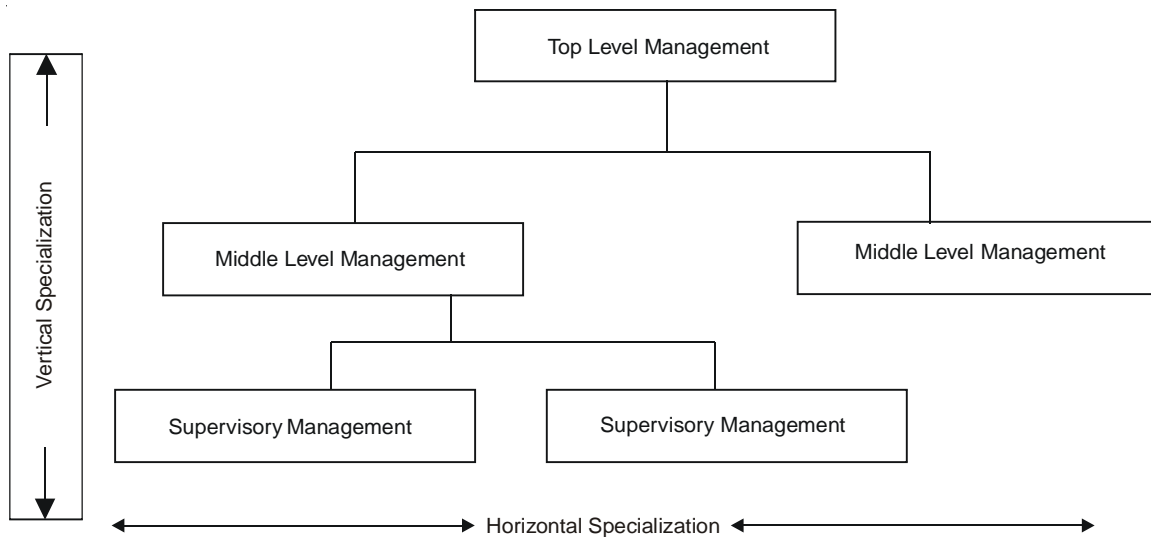 Top Level Management
Vertical Specialization
Middle Level Management
Middle Level Management
Supervisory Management
Supervisory Management
Horizontal Specialization